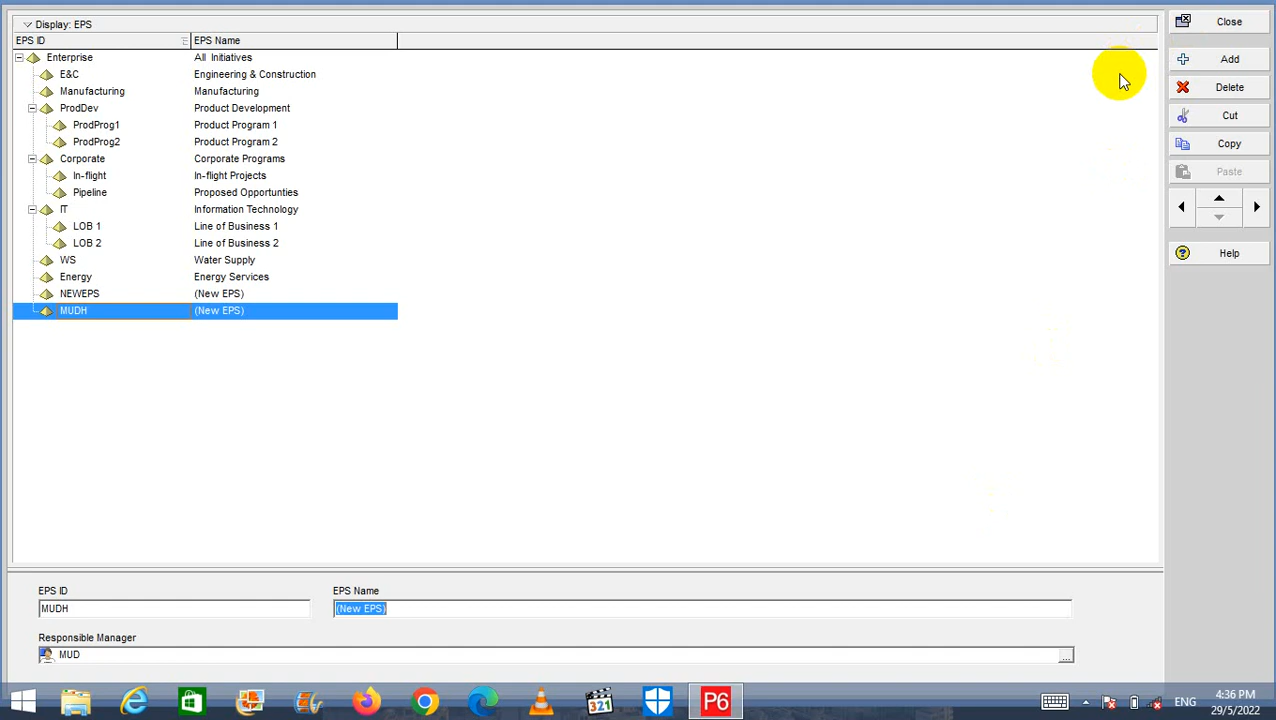 Display: EPS
EPS ID EPS Name
Enterprise All Initiatives
E&C Engineering & Construction
Manufacturing Manufacturing
ProdDev Product Development
ProdProg1 Product Program 1
ProdProg2 Product Program 2
Corporate Corporate Programs
In-flight In-flight Projects
Pipeline Proposed Opportunties
IT Information Technology
LOB 1 Line of Business 1
LOB 2 Line of Business 2
WS Water Supply
Energy Energy Services
NEWEPS (New EPS)
MUDH (New EPS)
Close
Add
Delete
Cut
Copy
Paste
Help
EPS ID EPS Name
MUDH (New EPS)
Responsible Manager
MUD ...
321 P6 ENG 4:36 PM
29/5/2022